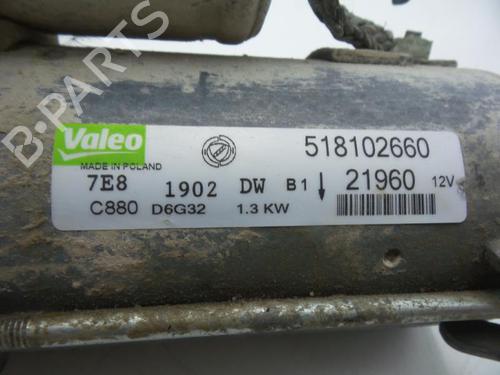 B-PARTS
Valeo
MADE IN POLAND
518102660
7E8 1902 DW B1 21960 12V
C880 D6G32 1.3 KW